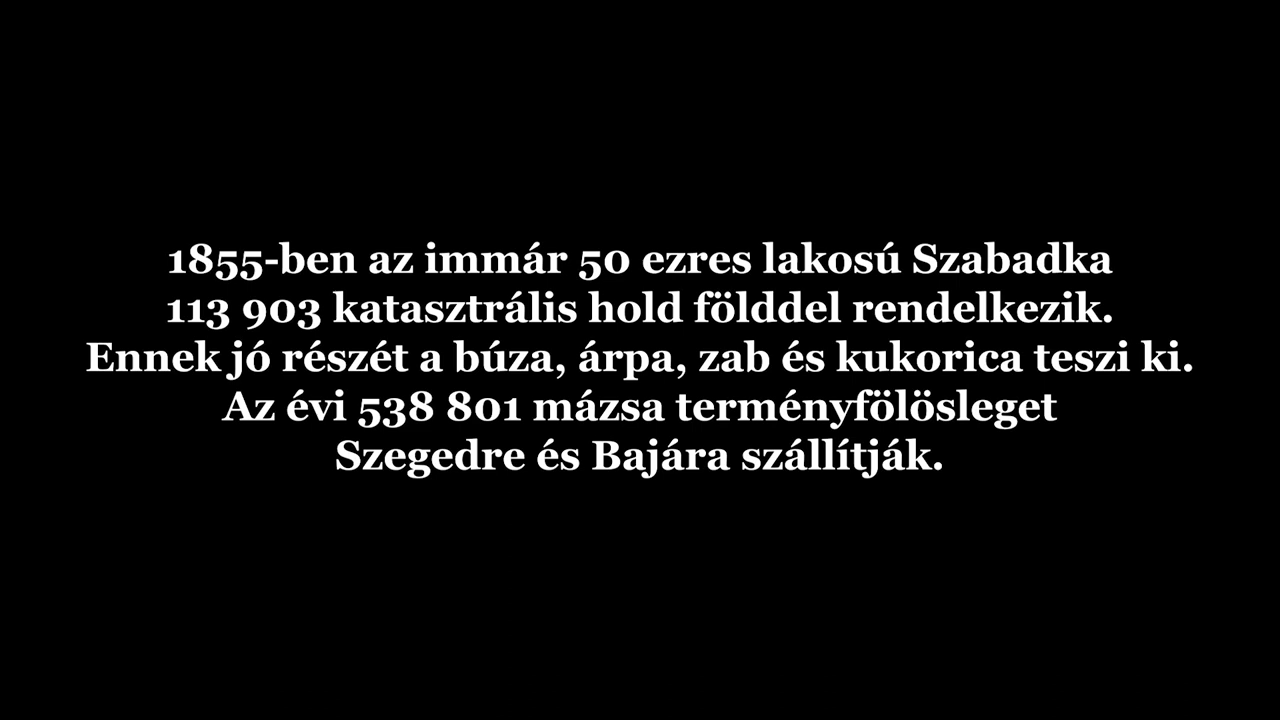 1855-ben az immár 50 ezres lakosú Szabadka
113 903 katasztrális hold földdel rendelkezik.
Ennek jó részét a búza, árpa, zab és kukorica teszi ki.
Az évi 538 801 mázsa terményfölösleget
Szegedre és Bajára szállítják.